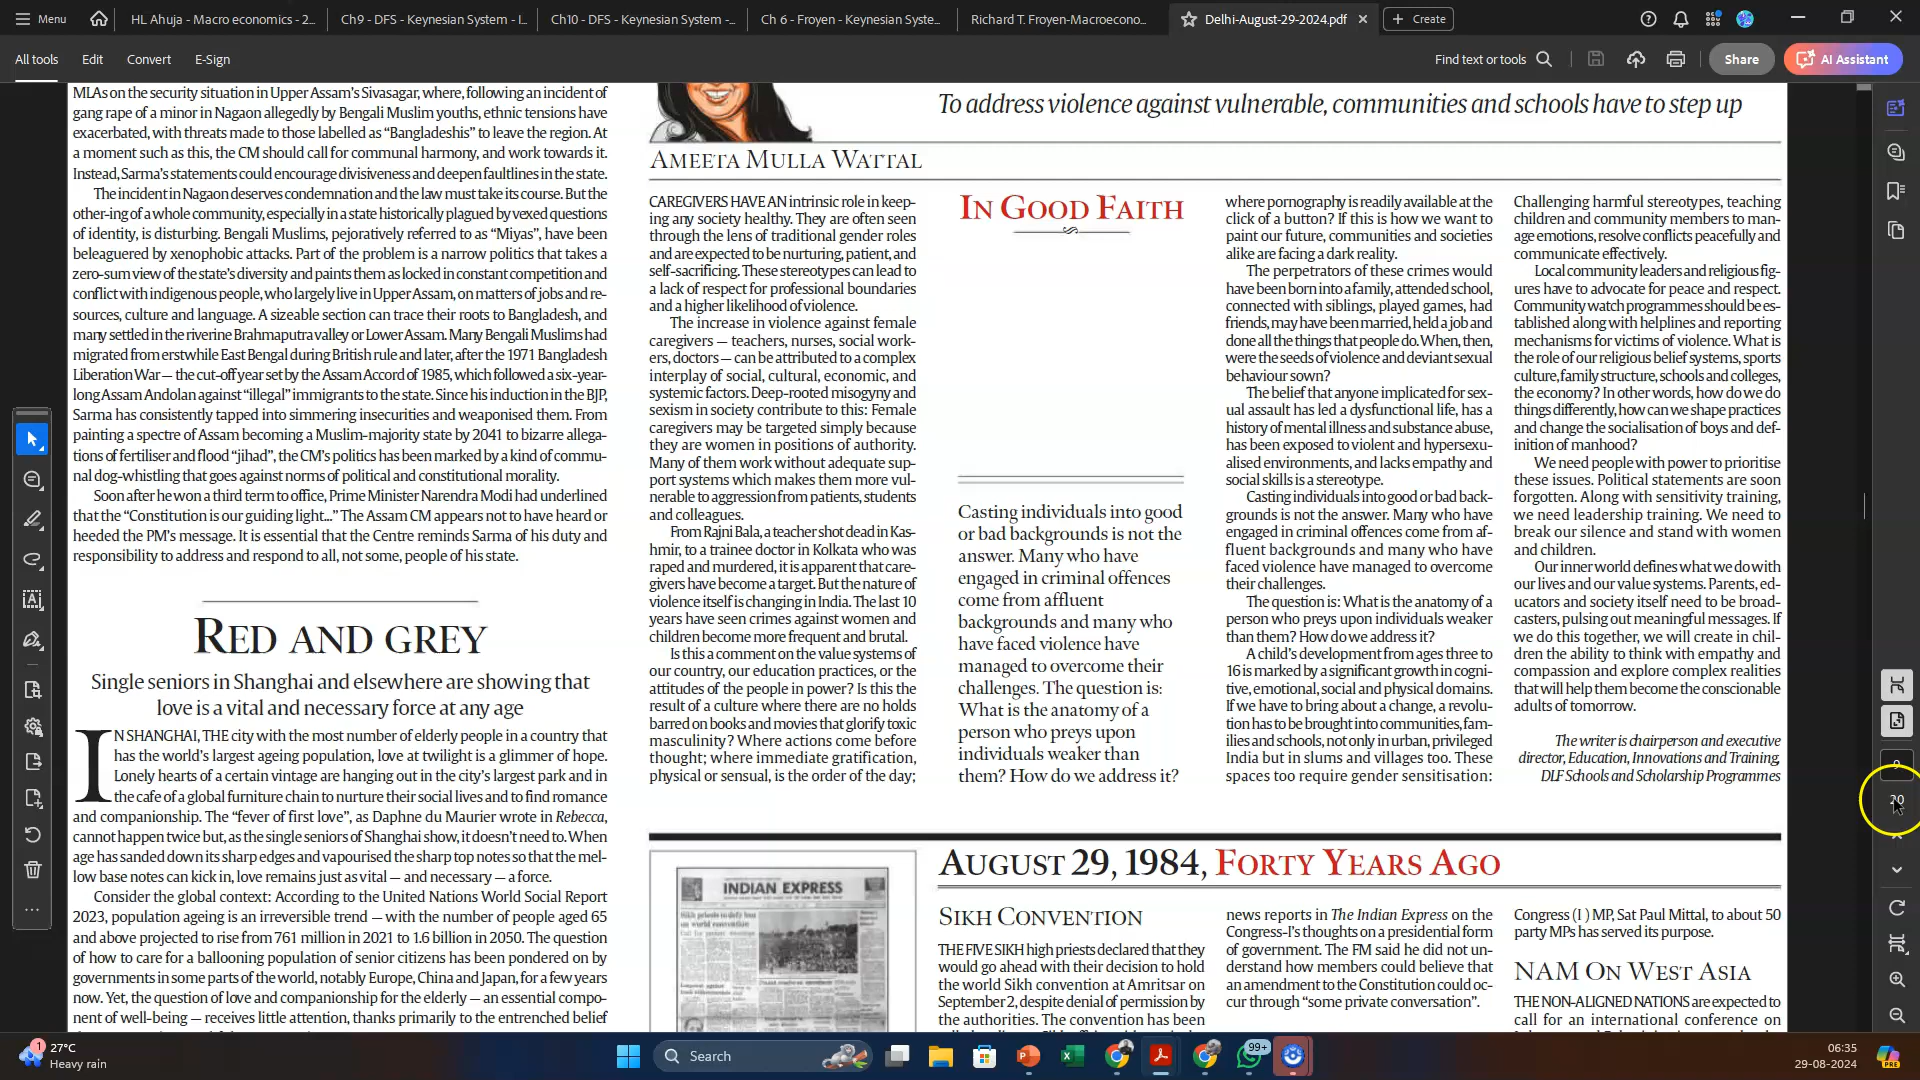 Menu
HL Ahuja - Macro economics - 2...
Ch9 - DFS - Keynesian System - I...
Ch10 - DFS - Keynesian System -...
Ch 6 - Froyen - Keynesian Syste...
Richard T. Froyen-Macroecono...
Delhi-August-29-2024.pdf
Create
All tools
Edit
Convert
E-Sign
Find text or tools
Share
AI Assistant
MLAs on the security situation in Upper Assam's Sivasagar, where, following an incident of
gang rape of a minor in Nagaon allegedly by Bengali Muslim youths, ethnic tensions have
exacerbated, with threats made to those labelled as "Bangladeshis" to leave the region. At
a moment such as this, the CM should call for communal harmony, and work towards it.
Instead, Sarma's statements could encourage divisiveness and deepen faultlines in the state.
The incident in Nagaon deserves condemnation and the law must take its course. But the
other-ing of a whole community, especially in a state historically plagued by vexed questions
of identity, is disturbing. Bengali Muslims, pejoratively referred to as "Miyas", have been
beleaguered by xenophobic attacks. Part of the problem is a narrow politics that takes a
zero-sum view of the state's diversity and paints them as locked in constant competition and
conflict with indigenous people, who largely live in Upper Assam, on matters of jobs and re-
sources, culture and language. A sizeable section can trace their roots to Bangladesh, and
many settled in the riverine Brahmaputra valley or Lower Assam. Many Bengali Muslims had
migrated from erstwhile East Bengal during British rule and later, after the 1971 Bangladesh
Liberation War — the cut-off year set by the Assam Accord of 1985, which followed a six-year-
long Assam Andolan against "illegal" immigrants to the state. Since his induction in the BJP,
Sarma has consistently tapped into simmering insecurities and weaponised them. From
painting a spectre of Assam becoming a Muslim-majority state by 2041 to bizarre allega-
tions of fertiliser and flood "jihad", the CM's politics has been marked by a kind of commu-
nal dog-whistling that goes against norms of political and constitutional morality.
Soon after he won a third term to office, Prime Minister Narendra Modi had underlined
that the "Constitution is our guiding light..." The Assam CM appears not to have heard or
heeded the PM's message. It is essential that the Centre reminds Sarma of his duty and
responsibility to address and respond to all, not some, people of his state.
RED AND GREY
Single seniors in Shanghai and elsewhere are showing that
love is a vital and necessary force at any age
IN SHANGHAI, THE city with the most number of elderly people in a country that
has the world's largest ageing population, love at twilight is a glimmer of hope.
Lonely hearts of a certain vintage are hanging out in the city's largest park and in
the cafe of a global furniture chain to nurture their social lives and to find romance
and companionship. The "fever of first love", as Daphne du Maurier wrote in Rebecca,
cannot happen twice but, as the single seniors of Shanghai show, it doesn't need to. When
age has sanded down its sharp edges and vapourised the sharp top notes so that the mel-
low base notes can kick in, love remains just as vital — and necessary — a force.
Consider the global context: According to the United Nations World Social Report
2023, population ageing is an irreversible trend — with the number of people aged 65
and above projected to rise from 761 million in 2021 to 1.6 billion in 2050. The question
of how to care for a ballooning population of senior citizens has been pondered on by
governments in some parts of the world, notably Europe, China and Japan, for a few years
now. Yet, the question of love and companionship for the elderly — an essential compo-
nent of well-being — receives little attention, thanks primarily to the entrenched belief
To address violence against vulnerable, communities and schools have to step up
AMEETA MULLA WATTAL
CAREGIVERS HAVE AN intrinsic role in keep-
ing any society healthy. They are often seen
through the lens of traditional gender roles
and are expected to be nurturing, patient, and
self-sacrificing. These stereotypes can lead to
a lack of respect for professional boundaries
and a higher likelihood of violence.
The increase in violence against female
caregivers — teachers, nurses, social work-
ers, doctors — can be attributed to a complex
interplay of social, cultural, economic, and
systemic factors. Deep-rooted misogyny and
sexism in society contribute to this: Female
caregivers may be targeted simply because
they are women in positions of authority.
Many of them work without adequate sup-
port systems which makes them more vul-
nerable to aggression from patients, students
and colleagues.
From Rajni Bala, a teacher shot dead in Kas-
hmir, to a trainee doctor in Kolkata who was
raped and murdered, it is apparent that care-
givers have become a target. But the nature of
violence itself is changing in India. The last 10
years have seen crimes against women and
children become more frequent and brutal.
Is this a comment on the value systems of
our country, our education practices, or the
attitudes of the people in power? Is this the
result of a culture where there are no holds
barred on books and movies that glorify toxic
masculinity? Where actions come before
thought; where immediate gratification,
physical or sensual, is the order of the day;
IN GOOD FAITH
Casting individuals into good
or bad backgrounds is not the
answer. Many who have
engaged in criminal offences
come from affluent
backgrounds and many who
have faced violence have
managed to overcome their
challenges. The question is:
What is the anatomy of a
person who preys upon
individuals weaker than
them? How do we address it?
where pornography is readily available at the
click of a button? If this is how we want to
paint our future, communities and societies
alike are facing a dark reality.
The perpetrators of these crimes would
have been born into a family, attended school,
connected with siblings, played games, had
friends, may have been married, held a job and
done all the things that people do. When, then,
were the seeds of violence and deviant sexual
behaviour sown?
The belief that anyone implicated for sex-
ual assault has led a dysfunctional life, has a
history of mental illness and substance abuse,
has been exposed to violent and hypersexu-
alised environments, and lacks empathy and
social skills is a stereotype.
Casting individuals into good or bad back-
grounds is not the answer. Many who have
engaged in criminal offences come from af-
fluent backgrounds and many who have
faced violence have managed to overcome
their challenges.
The question is: What is the anatomy of a
person who preys upon individuals weaker
than them? How do we address it?
A child's development from ages three to
16 is marked by a significant growth in cogni-
tive, emotional, social and physical domains.
If we have to bring about a change, a revolu-
tion has to be brought into communities, fam-
ilies and schools, not only in urban, privileged
India but in slums and villages too. These
spaces too require gender sensitisation:
Challenging harmful stereotypes, teaching
children and community members to man-
age emotions, resolve conflicts peacefully and
communicate effectively.
Local community leaders and religious fig-
ures have to advocate for peace and respect.
Community watch programmes should be es-
tablished along with helplines and reporting
mechanisms for victims of violence. What is
the role of our religious belief systems, sports
culture, family structure, schools and colleges,
the economy? In other words, how do we do
things differently, how can we shape practices
and change the socialisation of boys and def-
inition of manhood?
We need people with power to prioritise
these issues. Political statements are soon
forgotten. Along with sensitivity training,
we need leadership training. We need to
break our silence and stand with women
and children.
Our inner world defines what we do with
our lives and our value systems. Parents, ed-
ucators and society itself need to be broad-
casters, pulsing out meaningful messages. If
we do this together, we will create in chil-
dren the ability to think with empathy and
compassion and explore complex realities
that will help them become the conscionable
adults of tomorrow.
The writer is chairperson and executive
director, Education, Innovations and Training,
DLF Schools and Scholarship Programmes
INDIAN EXPRESS
AUGUST 29, 1984, FORTY YEARS AGO
SIKH CONVENTION
THE FIVE SIKH high priests declared that they
would go ahead with their decision to hold
the world Sikh convention at Amritsar on
September 2, despite denial of permission by
the authorities. The convention has been
news reports in The Indian Express on the
Congress-I's thoughts on a presidential form
of government. The FM said he did not un-
derstand how members could believe that
an amendment to the Constitution could oc-
cur through "some private conversation".
Congress (I ) MP, Sat Paul Mittal, to about 50
party MPs has served its purpose.
NAM ON WEST ASIA
THE NON-ALIGNED NATIONS are expected to
call for an international conference on
9
20
1
27°C
Heavy rain
Search
99+
06:35
29-08-2024